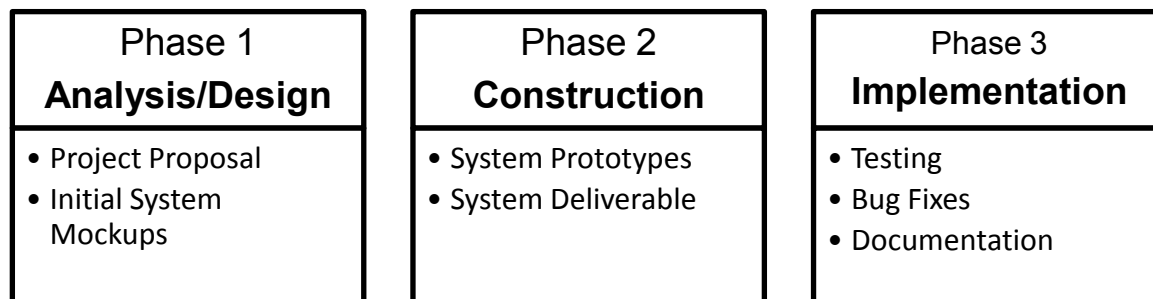 Phase 1
Analysis/Design
• Project Proposal
• Initial System
Mockups
Phase 2
Construction
• System Prototypes
• System Deliverable
Phase 3
Implementation
• Testing
• Bug Fixes
• Documentation